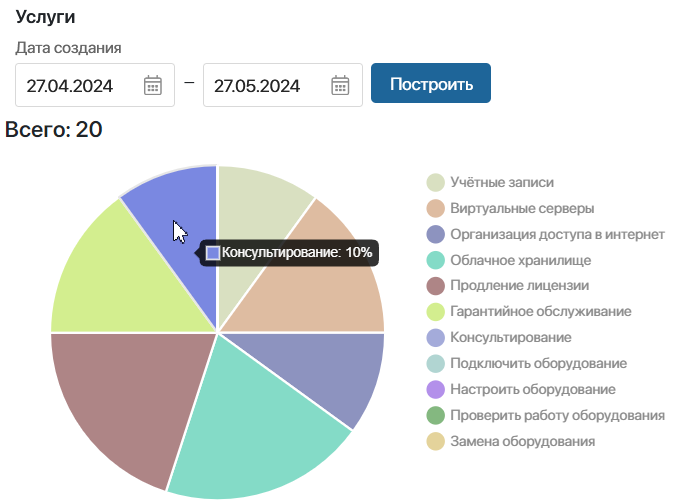 Услуги
Дата создания
27.04.2024 – 27.05.2024 Построить
Всего: 20
Консультирование: 10%
Учётные записи
Виртуальные серверы
Организация доступа в интернет
Облачное хранилище
Продление лицензии
Гарантийное обслуживание
Консультирование
Подключить оборудование
Настроить оборудование
Проверить работу оборудования
Замена оборудования